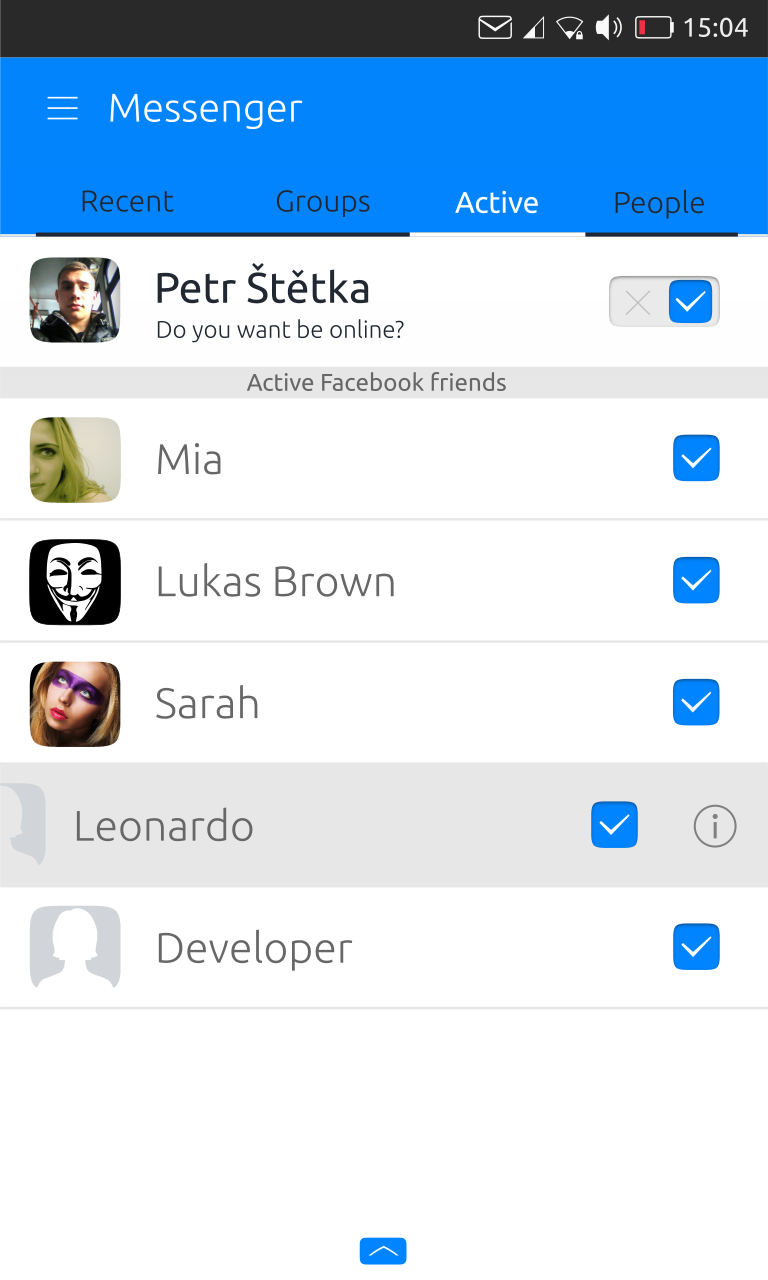 15:04
Messenger
Recent Groups Active People
Petr Štětka
Do you want be online?
Active Facebook friends
Mia
Lukas Brown
Sarah
Leonardo
Developer